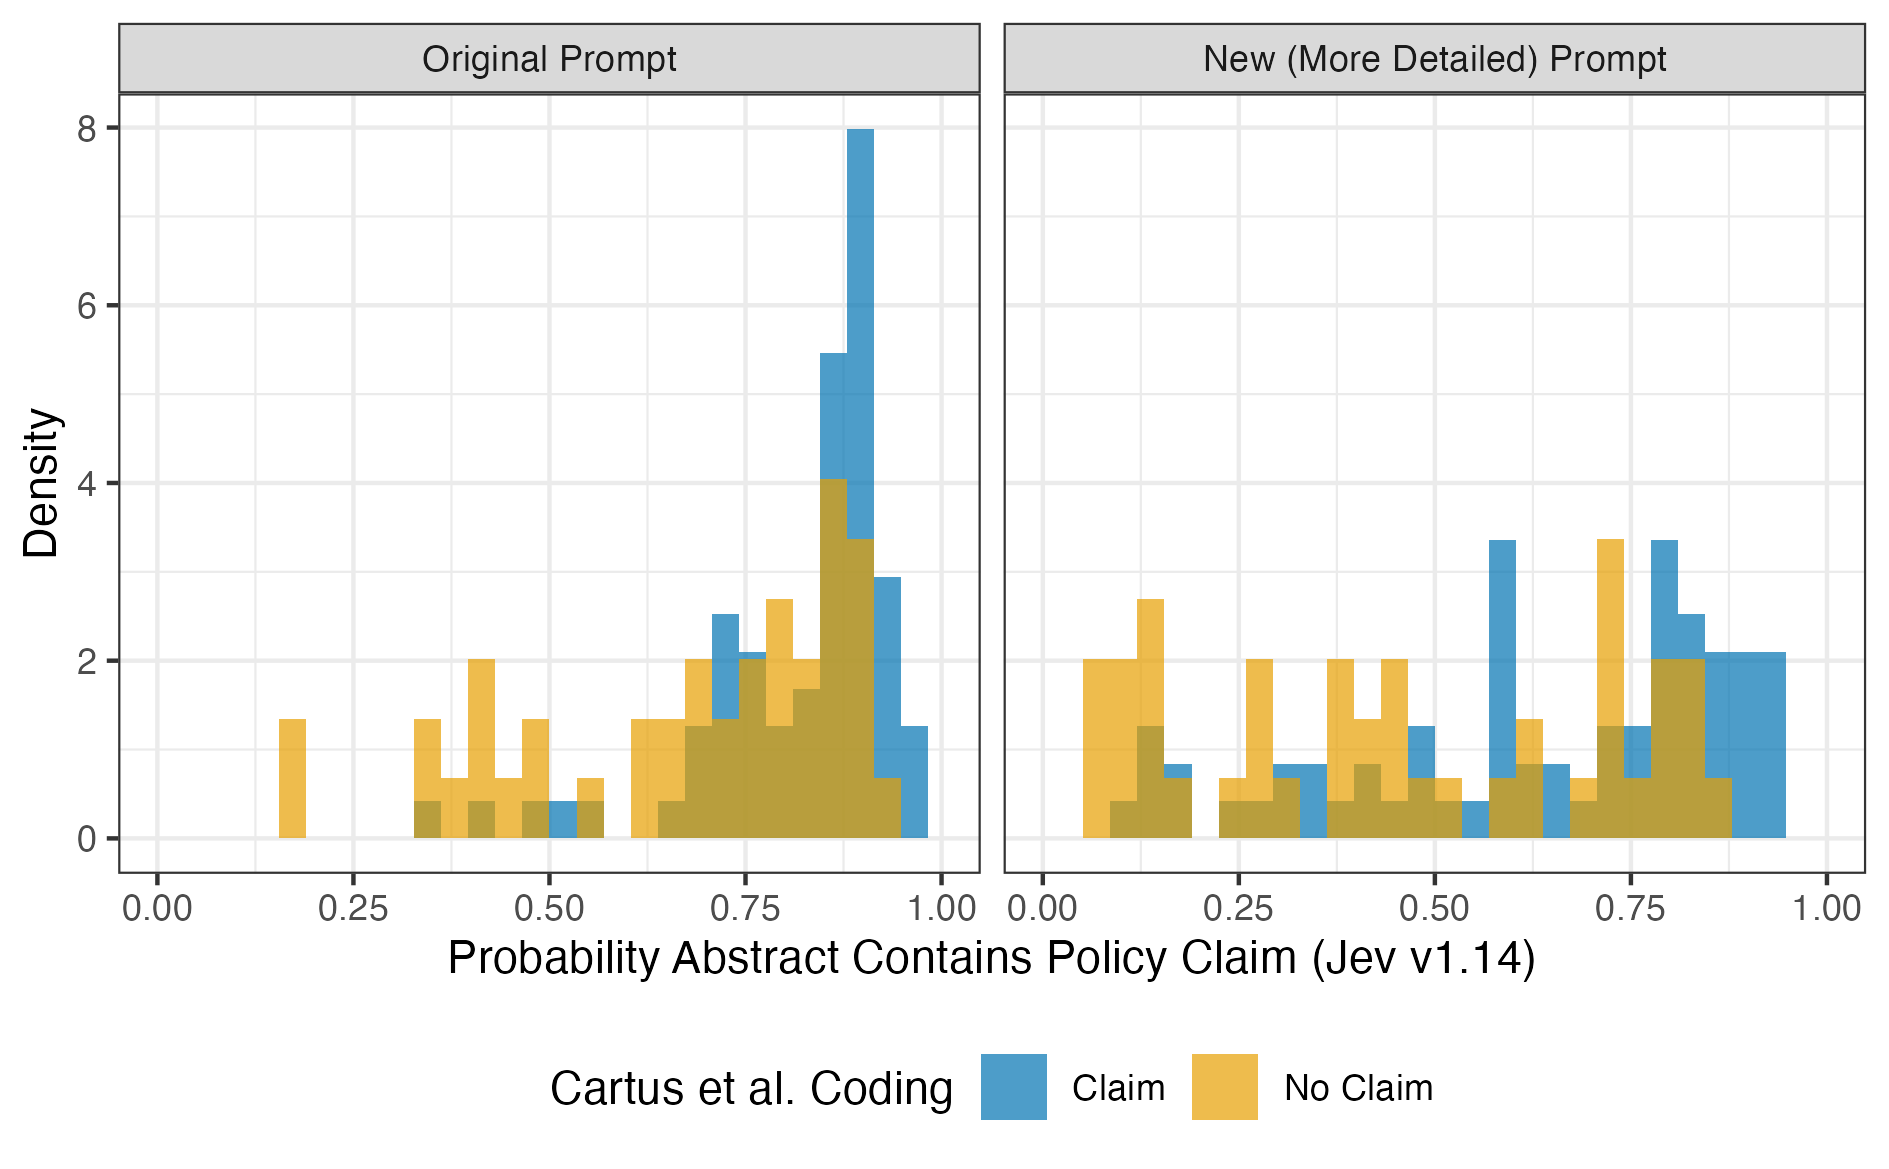 Original Prompt
New (More Detailed) Prompt
8
6
4
2
0
Density
0.00 0.25 0.50 0.75 1.00
0.00 0.25 0.50 0.75 1.00
Probability Abstract Contains Policy Claim (Jev v1.14)
Cartus et al. Coding Claim No Claim